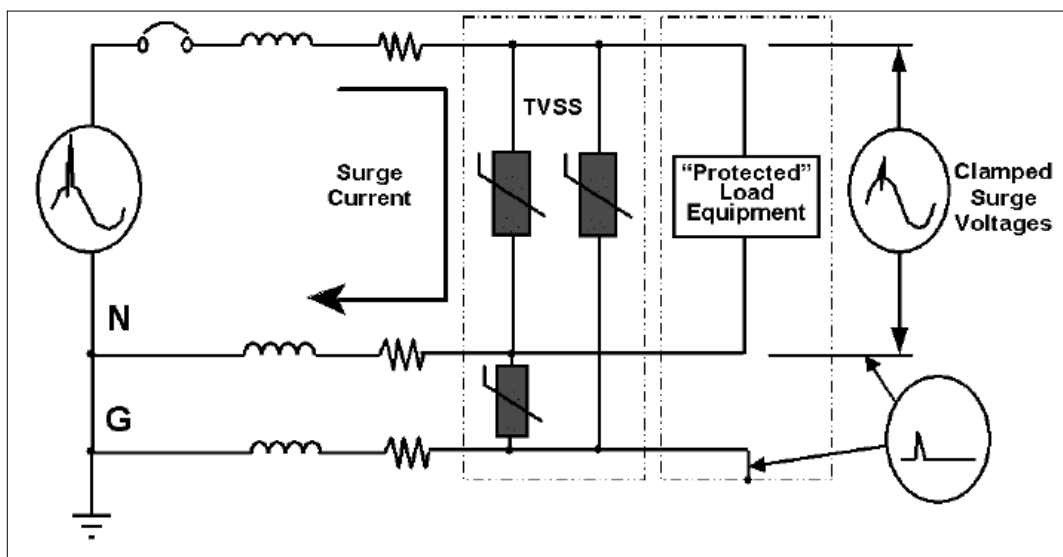 TVSS
Surge
Current
“Protected”
Load
Equipment
Clamped
Surge
Voltages
N
G